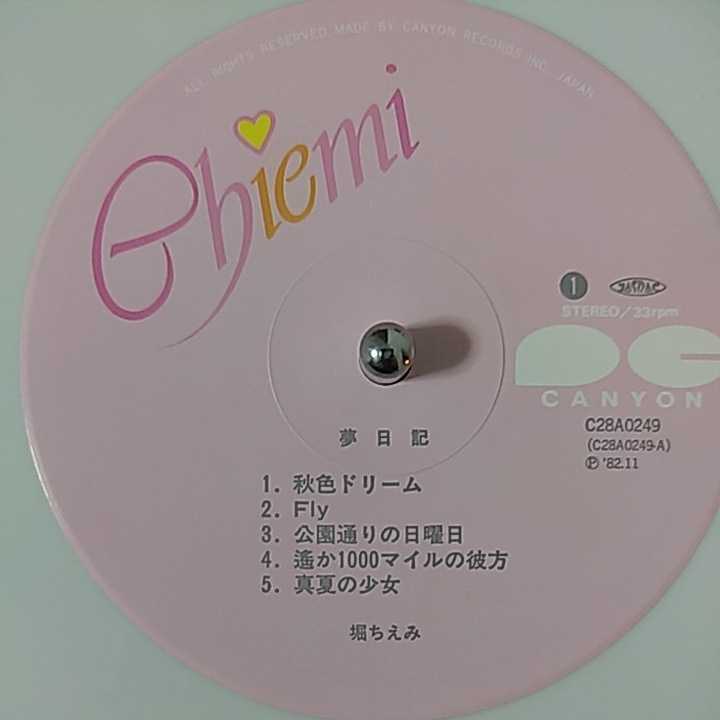 ALL RIGHTS RESERVED MADE BY CANYON RECORDS INC. JAPAN
Chiemi
1
JASRAC
STEREO/33rpm
CANYON
C28A0249
(C28A0249-A)
Ⓟ '82.11
夢日記
1. 秋色ドリーム
2. Fly
3. 公園通りの日曜日
4. 遙か1000マイルの彼方
5. 真夏の少女
堀ちえみ